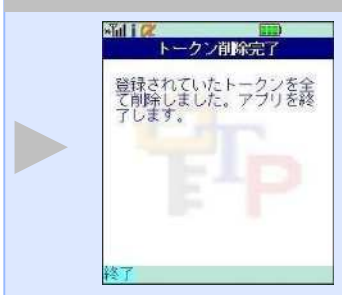 トークン削除完了
登録されていたトークンを全
て削除しました。アプリを終
了します。
OTP
終了